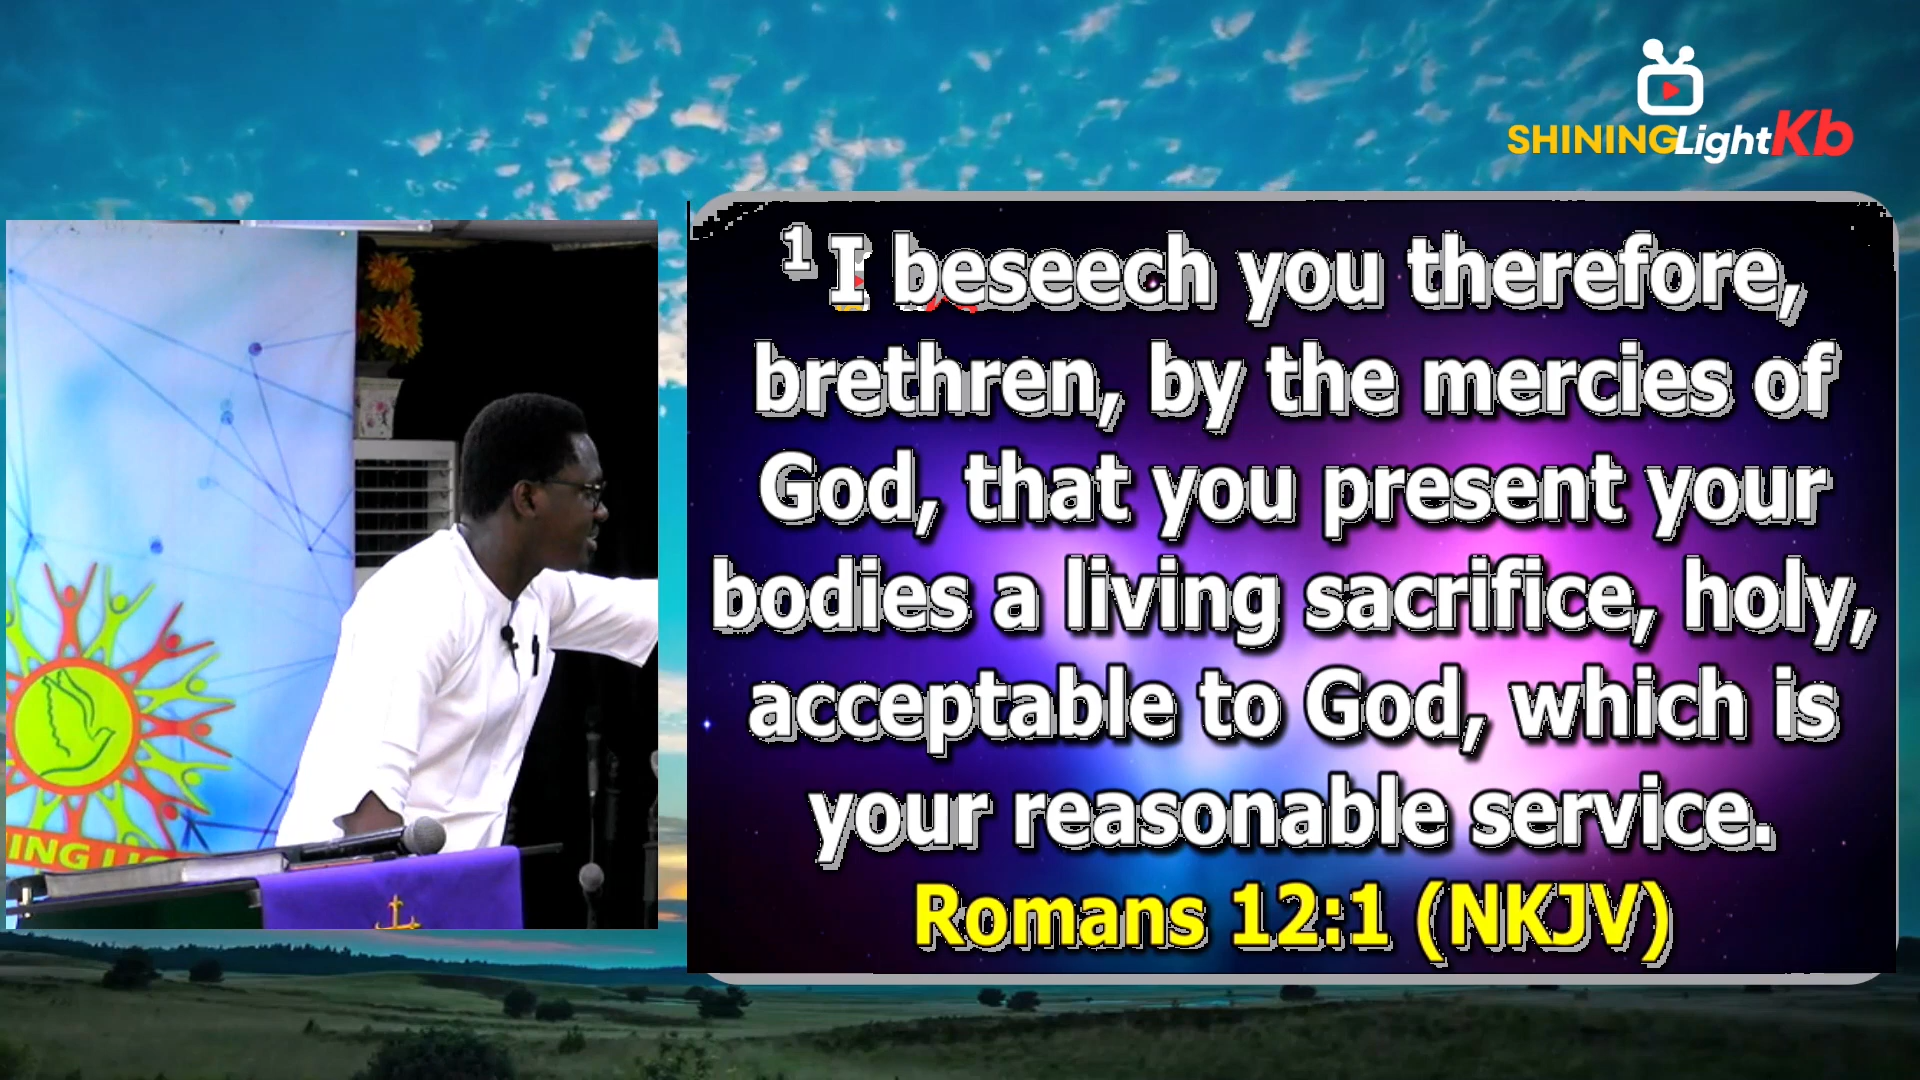 SHININGLightKb
1 I beseech you therefore,
brethren, by the mercies of
God, that you present your
bodies a living sacrifice, holy,
acceptable to God, which is
your reasonable service.
Romans 12:1 (NKJV)